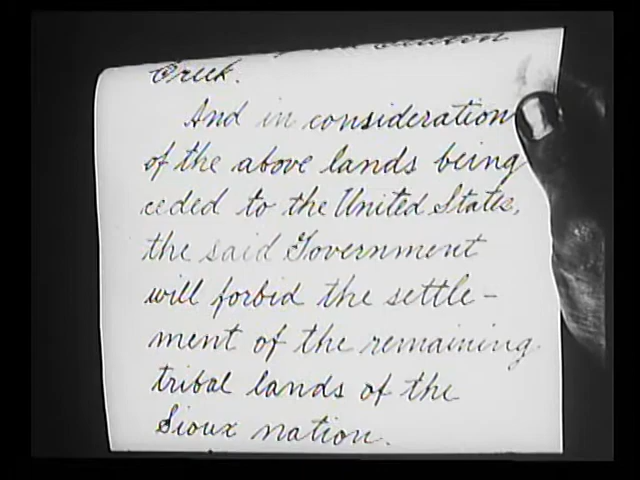 Creek.
And in consideration
of the above lands being
ceded to the United States,
the said Government
will forbid the settle-
ment of the remaining
tribal lands of the
Sioux nation.